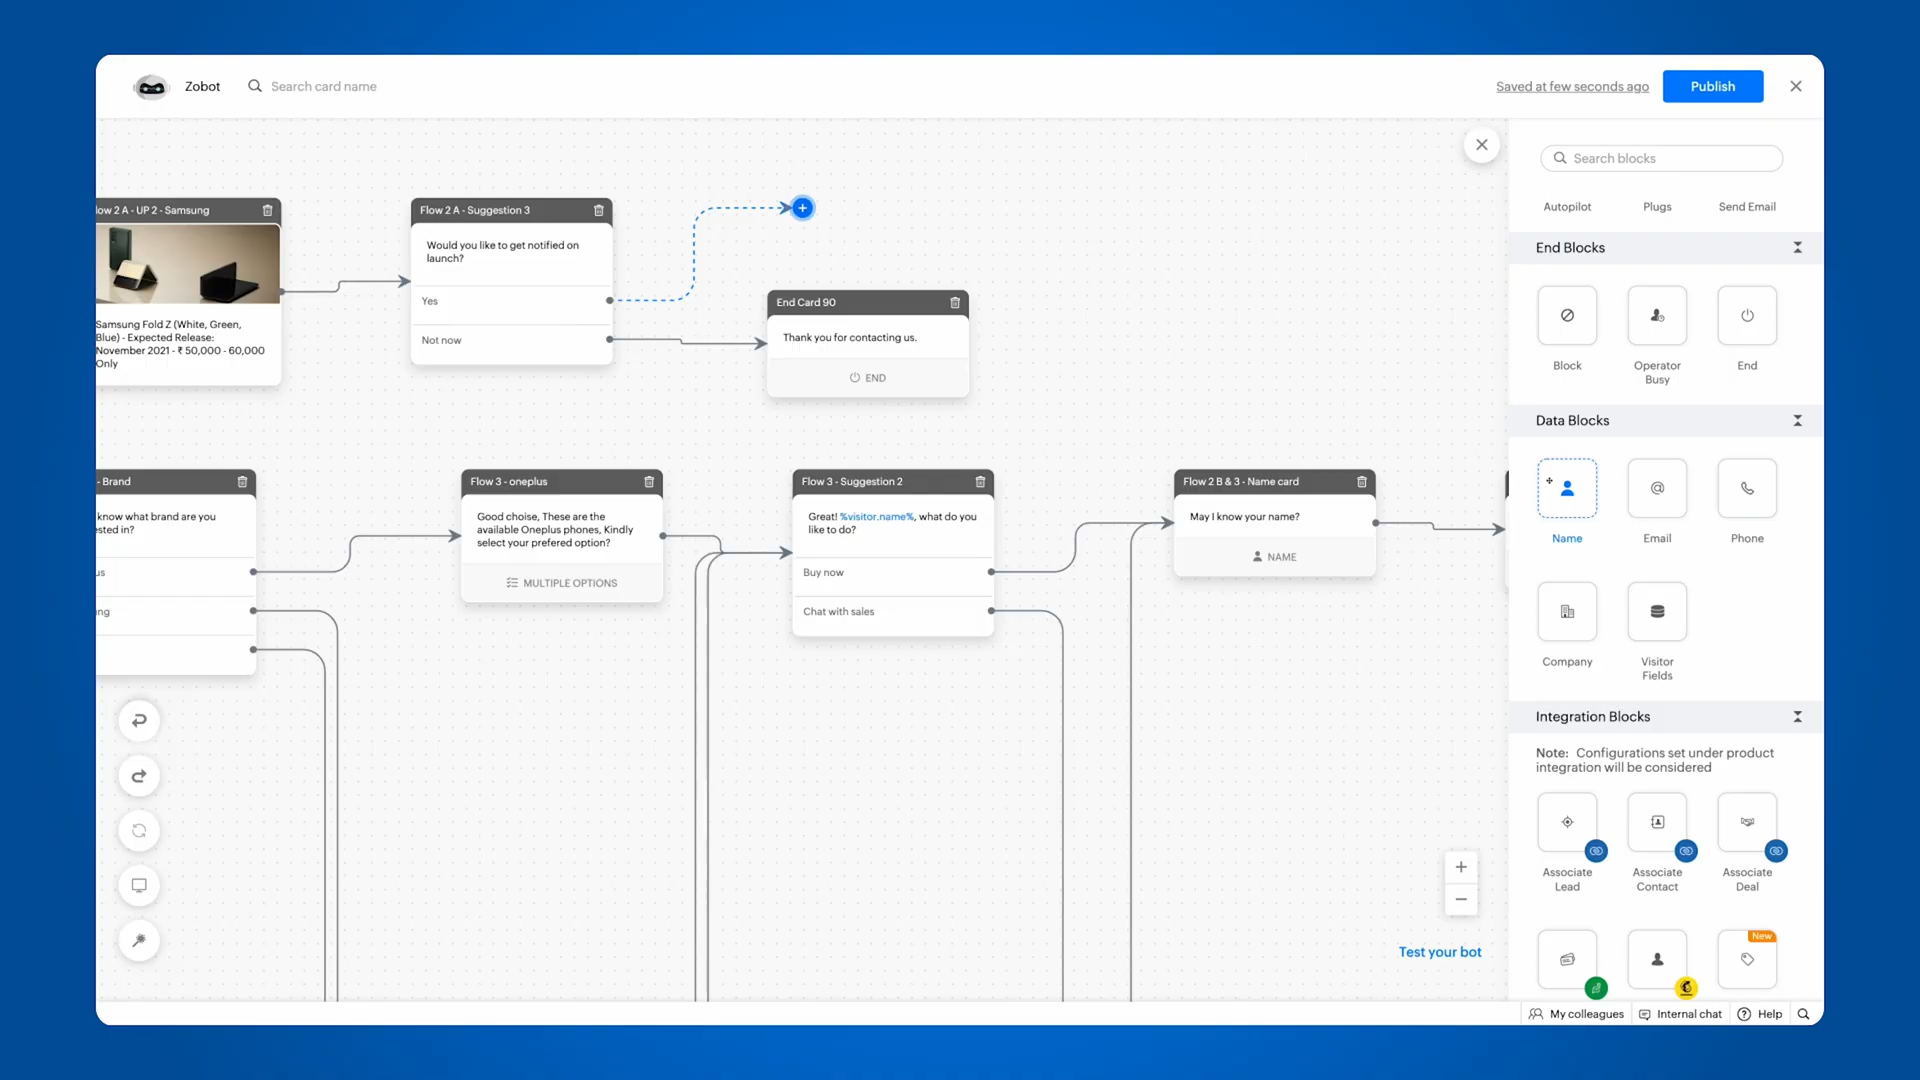 Zobot
Search card name
Saved at few seconds ago
Publish
Search blocks
Autopilot
Plugs
Send Email
low 2 A - UP 2 - Samsung
Samsung Fold Z (White, Green,
Blue) - Expected Release:
November 2021 - ₹ 50,000 - 60,000
Only
Flow 2 A - Suggestion 3
Would you like to get notified on
launch?
Yes
Not now
End Card 90
Thank you for contacting us.
END
- Brand
know what brand are you
sted in?
us
ng
Flow 3 - oneplus
Good choise, These are the
available Oneplus phones, Kindly
select your prefered option?
MULTIPLE OPTIONS
Flow 3 - Suggestion 2
Great! %visitor.name%, what do you
like to do?
Buy now
Chat with sales
Flow 2 B & 3 - Name card
May I know your name?
NAME
End Blocks
Block
Operator
Busy
End
Data Blocks
Name
Email
Phone
Company
Visitor
Fields
Integration Blocks
Note: Configurations set under product
integration will be considered
Associate
Lead
Associate
Contact
Associate
Deal
New
Test your bot
My colleagues
Internal chat
Help